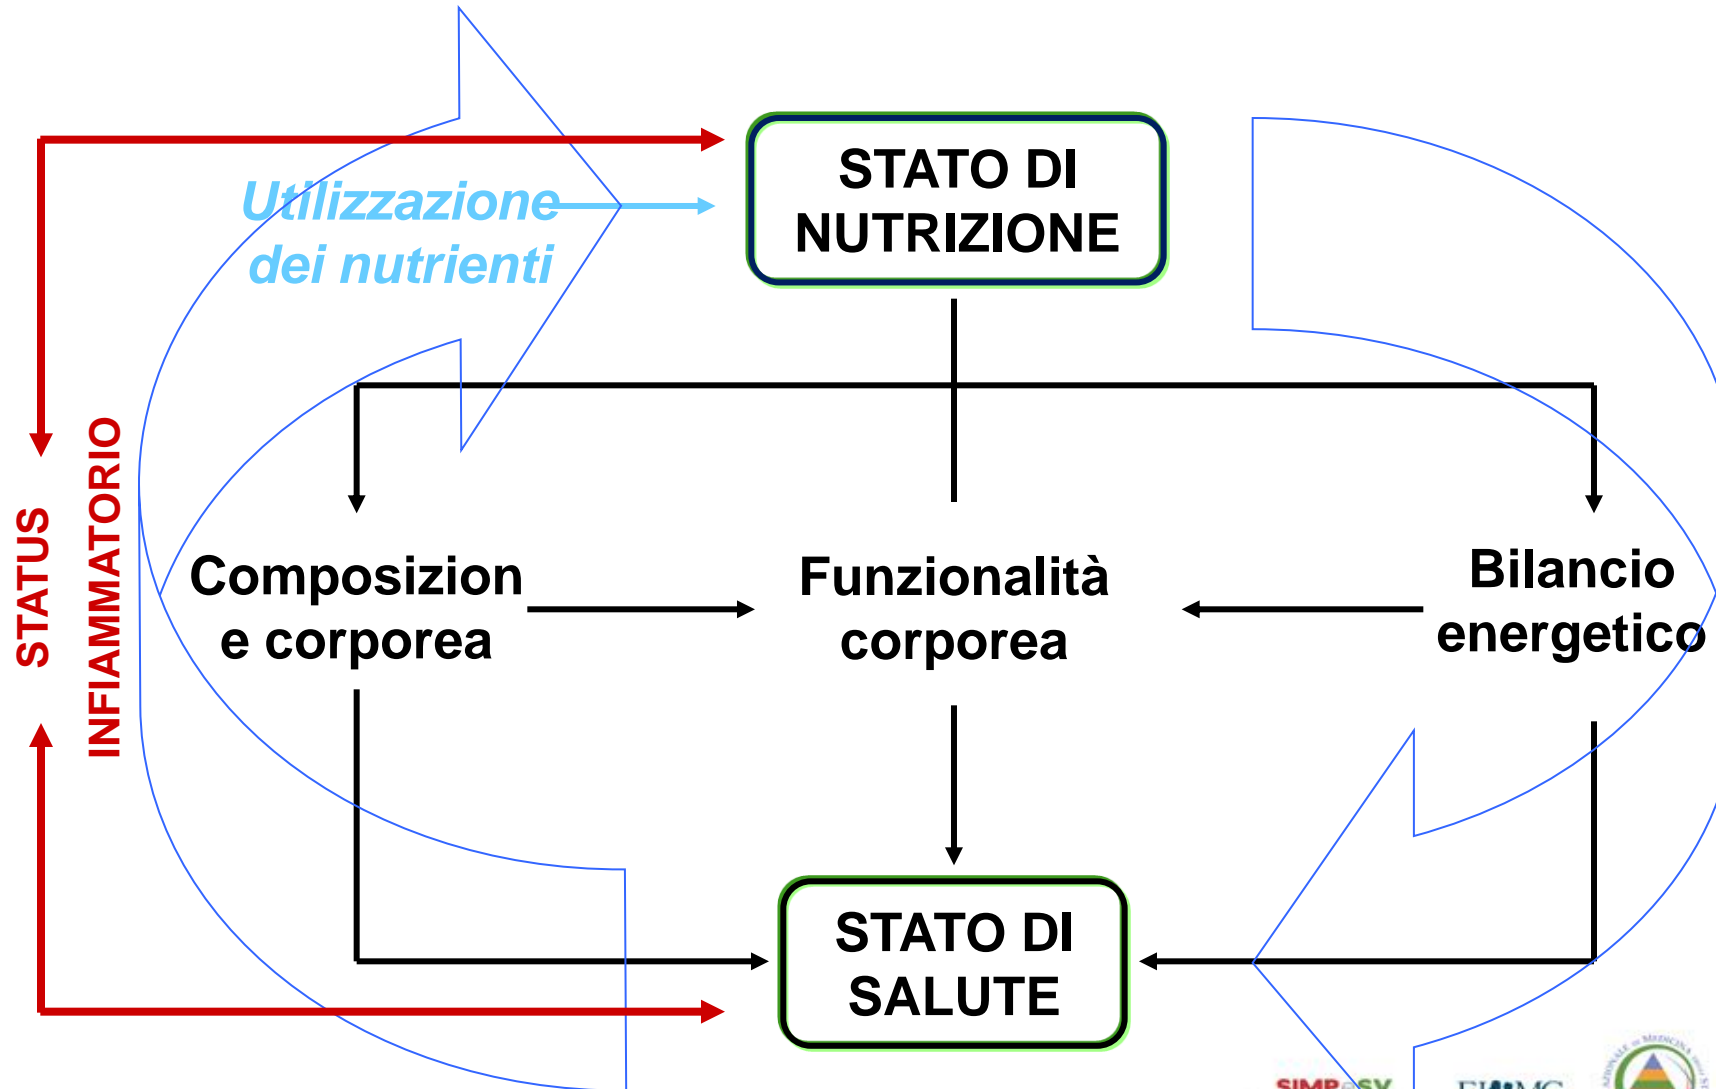 STATO DI
NUTRIZIONE
Utilizzazione
dei nutrienti
STATUS
INFIAMMATORIO
Composizion
e corporea
Funzionalità
corporea
Bilancio
energetico
STATO DI
SALUTE